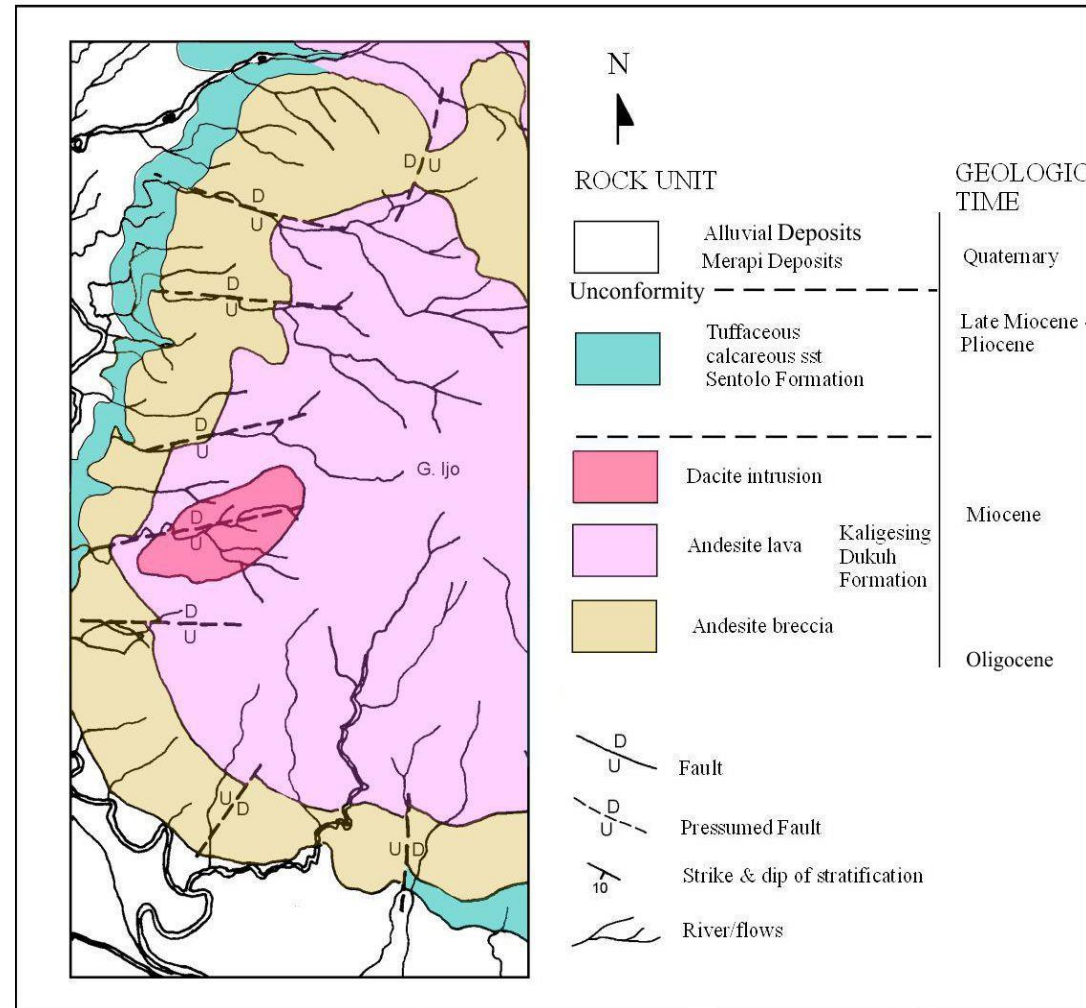 N
ROCK UNIT
GEOLOGIC
TIME
Alluvial Deposits
Merapi Deposits
Quaternary
Unconformity
Late Miocene -
Pliocene
Tuffaceous
calcareous sst
Sentolo Formation
Dacite intrusion
Miocene
Andesite lava
Kaligesing
Dukuh
Formation
Andesite breccia
Oligocene
D
U
Fault
D
U
Pressumed Fault
10
Strike & dip of stratification
River/flows
D U
D
U
D
U
D
U
G. Ijo
D
U
D
U
U D
U D